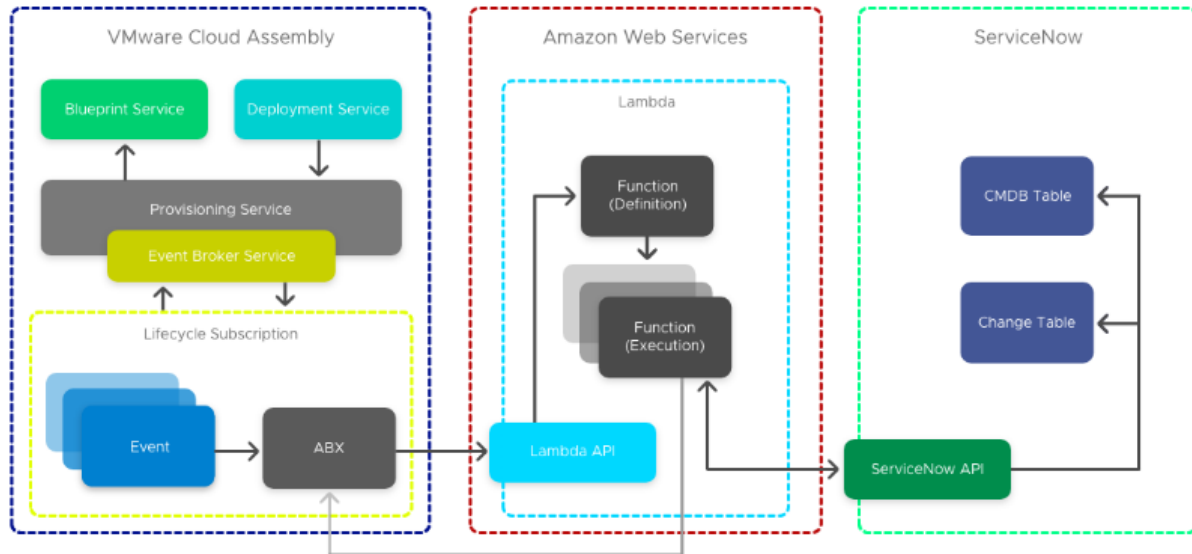 VMware Cloud Assembly
Blueprint Service
Deployment Service
Provisioning Service
Event Broker Service
Lifecycle Subscription
Event
ABX
Amazon Web Services
Lambda
Function
(Definition)
Function
(Execution)
Lambda API
ServiceNow
CMDB Table
Change Table
ServiceNow API